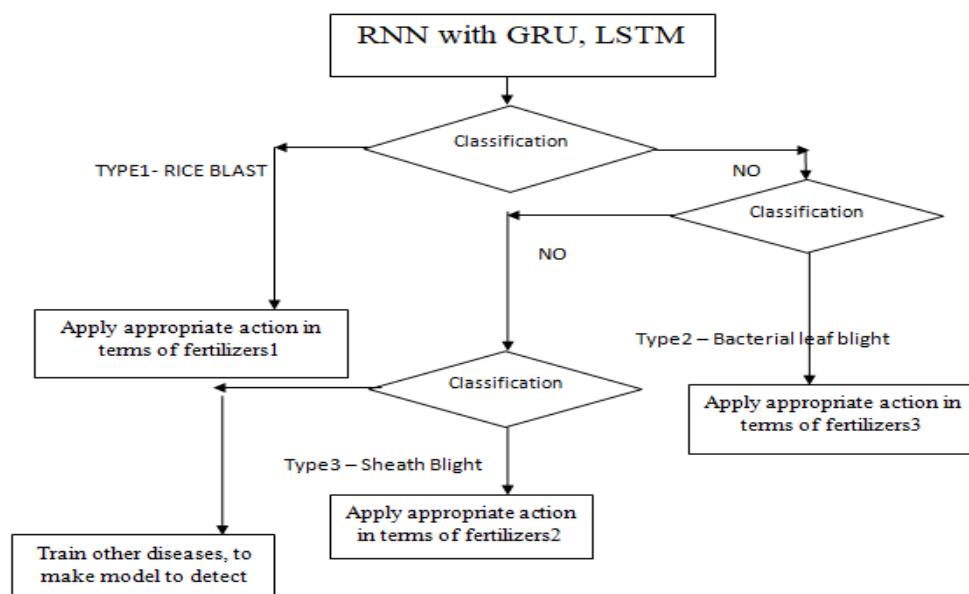 RNN with GRU, LSTM
Classification
TYPE1- RICE BLAST
NO
Classification
NO
Apply appropriate action in
terms of fertilizers1
Type2 – Bacterial leaf blight
Classification
Apply appropriate action in
terms of fertilizers3
Type3 – Sheath Blight
Apply appropriate action
in terms of fertilizers2
Train other diseases, to
make model to detect